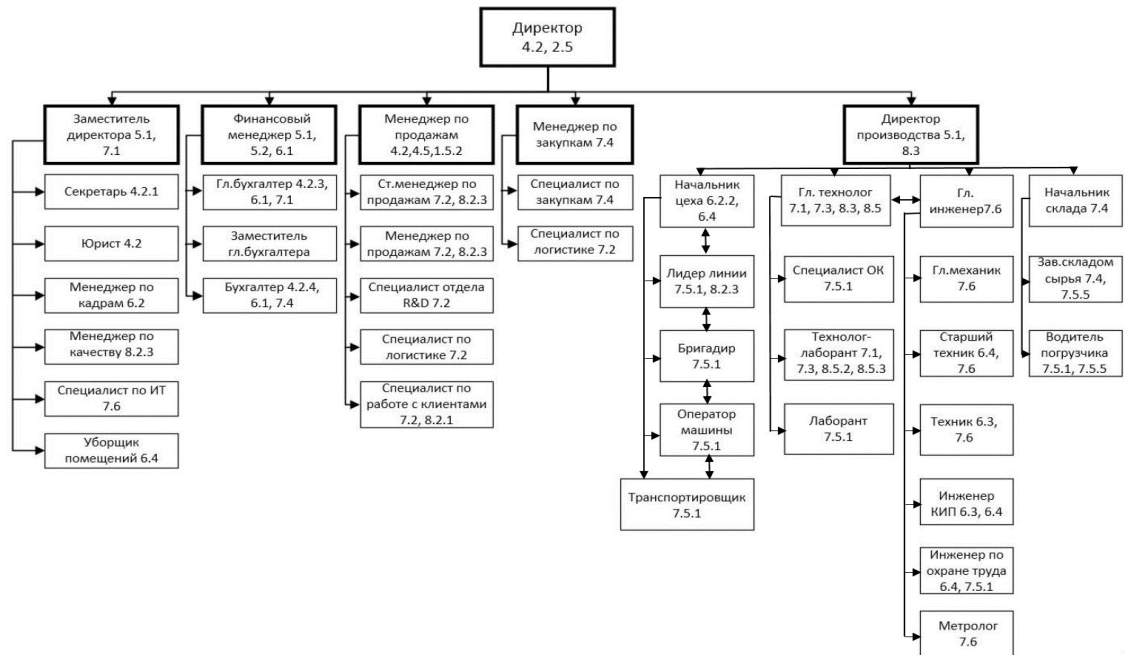 Директор
4.2, 2.5
Заместитель
директора 5.1,
7.1
Финансовый
менеджер 5.1,
5.2, 6.1
Менеджер по
продажам
4.2,4.5,1.5.2
Менеджер по
закупкам 7.4
Директор
производства 5.1,
8.3
Секретарь 4.2.1
Юрист 4.2
Менеджер по
кадрам 6.2
Менеджер по
качеству 8.2.3
Специалист по ИТ
7.6
Уборщик
помещений 6.4
Гл.бухгалтер 4.2.3,
6.1, 7.1
Заместитель
гл.бухгалтера
Бухгалтер 4.2.4,
6.1, 7.4
Ст.менеджер по
продажам 7.2, 8.2.3
Менеджер по
продажам 7.2, 8.2.3
Специалист отдела
R&D 7.2
Специалист по
логистике 7.2
Специалист по
работе с клиентами
7.2, 8.2.1
Специалист по
закупкам 7.4
Специалист по
логистике 7.2
Начальник
цеха 6.2.2,
6.4
Лидер линии
7.5.1, 8.2.3
Бригадир
7.5.1
Оператор
машины
7.5.1
Транспортировщик
7.5.1
Гл. технолог
7.1, 7.3, 8.3, 8.5
Специалист ОК
7.5.1
Технолог-
лаборант 7.1,
7.3, 8.5.2, 8.5.3
Лаборант
7.5.1
Гл.
инженер7.6
Гл.механик
7.6
Старший
техник 6.4,
7.6
Техник 6.3,
7.6
Инженер
КИП 6.3, 6.4
Инженер по
охране труда
6.4, 7.5.1
Метролог
7.6
Начальник
склада 7.4
Зав.складом
сырья 7.4,
7.5.5
Водитель
погрузчика
7.5.1, 7.5.5